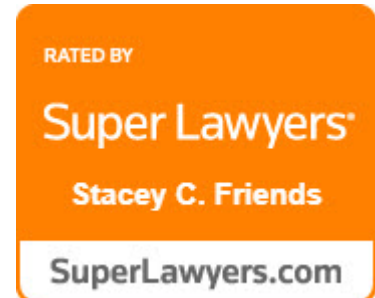 RATED BY
Super Lawyers®
Stacey C. Friends
SuperLawyers.com